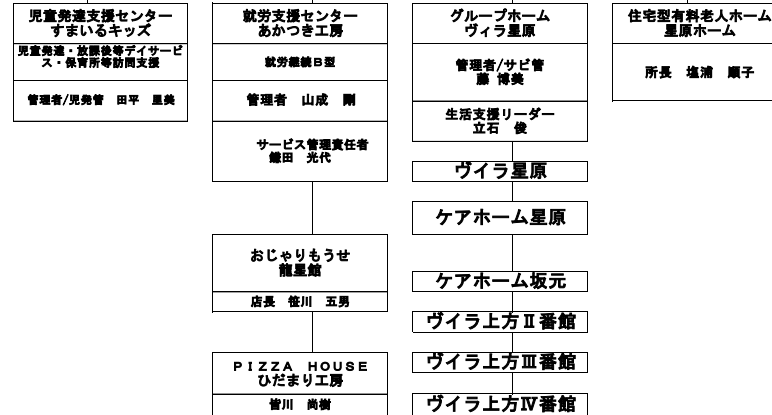 児童発達支援センター
すまいるキッズ
児童発達・放課後等デイサービ
ス・保育所等訪問支援
管理者/児発管　田平　里美
就労支援センター
あかつき工房
就労継続Ｂ型
管理者　山成　剛
サービス管理責任者
鎌田　光代
おじゃりもうせ
龍星館
店長　笹川　五男
ＰＩＺＺＡ　ＨＯＵＳＥ
ひだまり工房
皆川　尚樹
グループホーム
ヴィラ星原
管理者/サビ管
藤　博美
生活支援リーダー
立石　俊
ヴイラ星原
ケアホーム星原
ケアホーム坂元
ヴイラ上方Ⅱ番館
ヴイラ上方Ⅲ番館
ヴイラ上方Ⅳ番館
住宅型有料老人ホーム
星原ホーム
所長　塩浦　順子